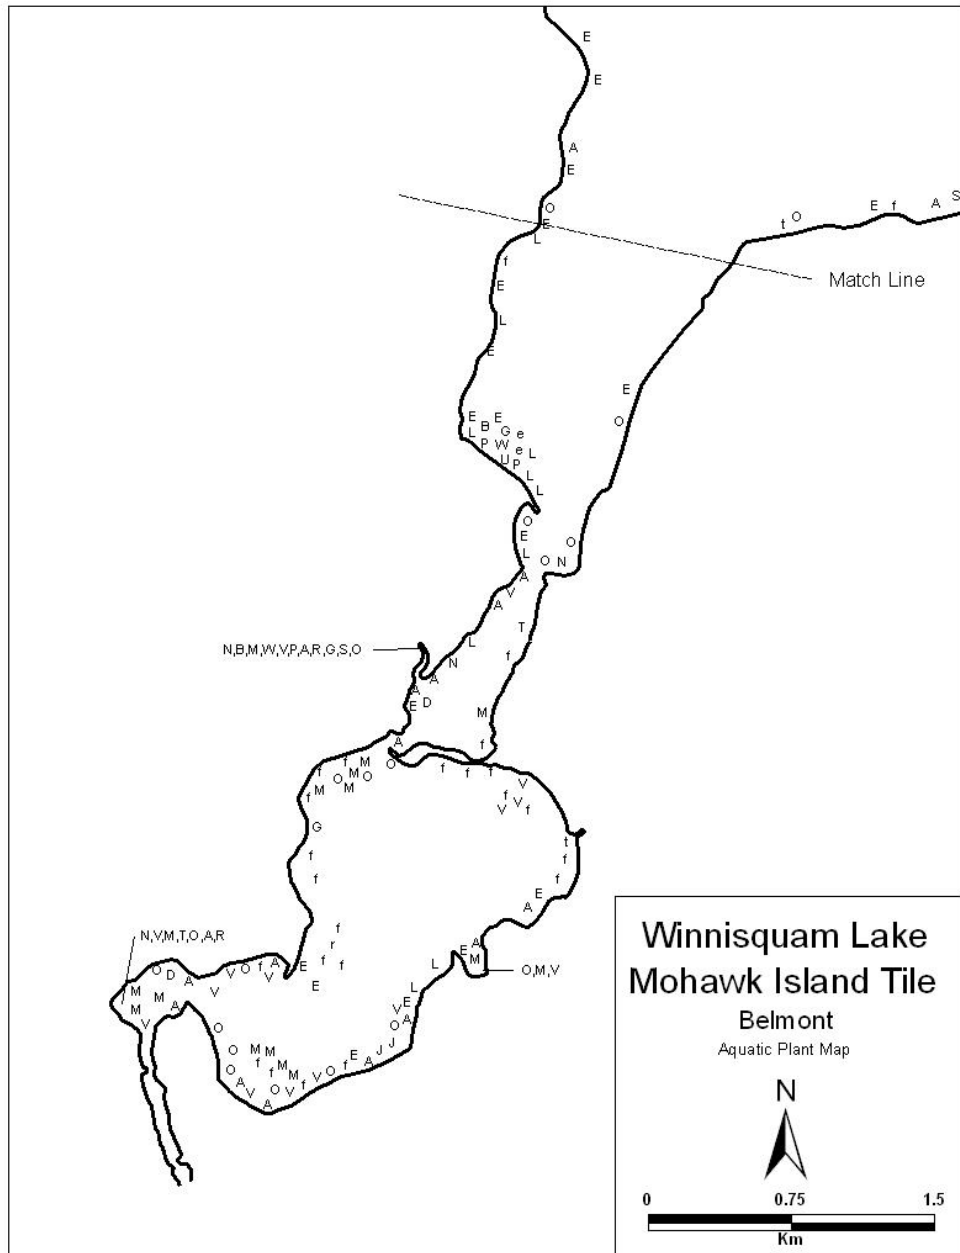 E
E
A
E
S
O
E f A
t O
E
L
Match Line
f
E
L
E
E
O
E B E
L G e
P W e L
U P L
L
O
E
L
O
O N
A
V
A
T
L
N,B,M,W,V,P,A,R,G,S,O
f
N
A
A
E D
M
f
A
O
f f M
M
O M O
f M M
f f f
V
f V
V f
G
t
f
f
f
f
E
A
f
r
f f
N,V,M,T,O,A,R
A
E M
O,M,V
O D A V O f A E
V V
E
L
L
M
M M A
V
E
V
O A
O
O
O
M M
f f M
M
A V
A O V f V O f E A J J
Winnisquam Lake
Mohawk Island Tile
Belmont
Aquatic Plant Map
N
0 0.75 1.5
Km